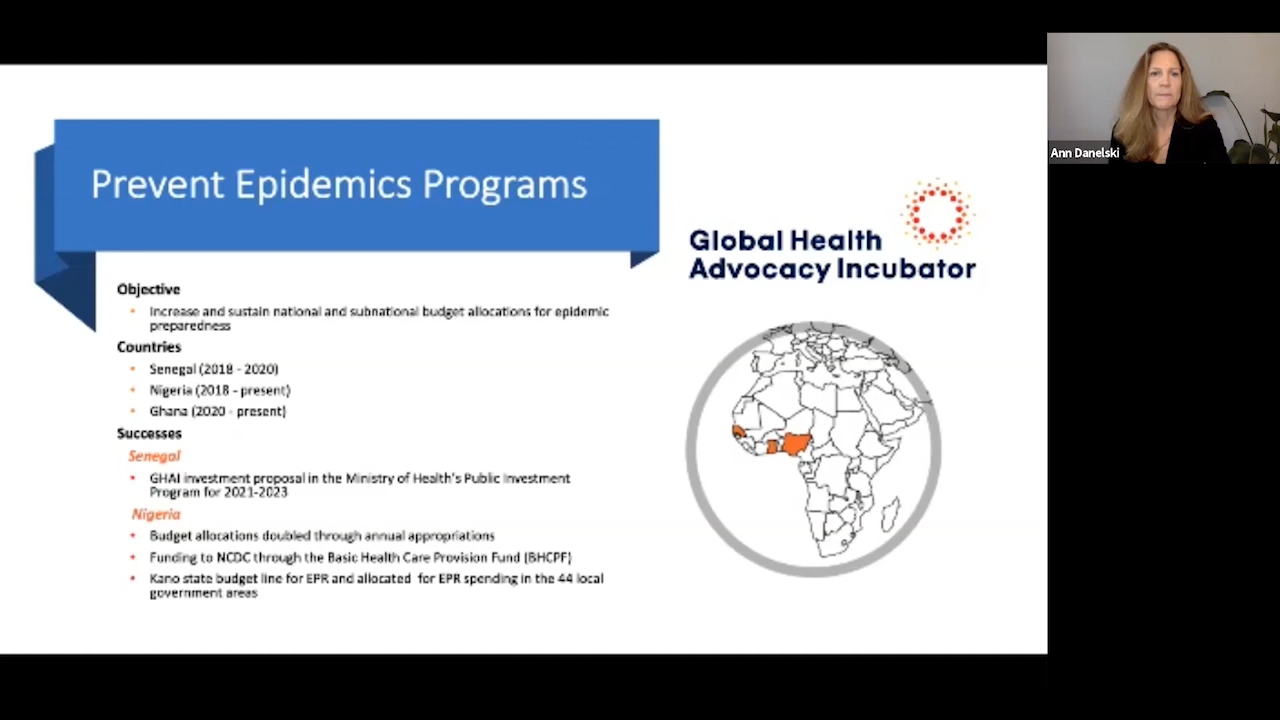 Prevent Epidemics Programs
Global Health
Advocacy Incubator
Objective
• Increase and sustain national and subnational budget allocations for epidemic
preparedness
Countries
• Senegal (2018 - 2020)
• Nigeria (2018 - present)
• Ghana (2020 - present)
Successes
Senegal
• GHAI investment proposal in the Ministry of Health's Public Investment
Program for 2021-2023
Nigeria
• Budget allocations doubled through annual appropriations
• Funding to NCDC through the Basic Health Care Provision Fund (BHCPF)
• Kano state budget line for EPR and allocated for EPR spending in the 44 local
government areas
Ann Danelski